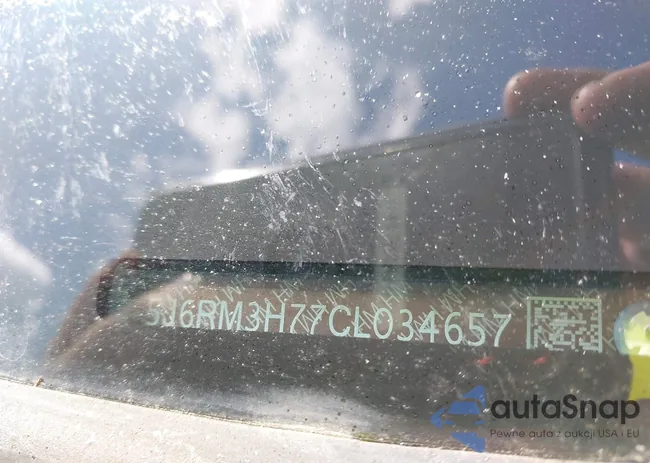 5J6RM3H77CL034657
autaSnap
Pewne auta z aukcji USA i EU